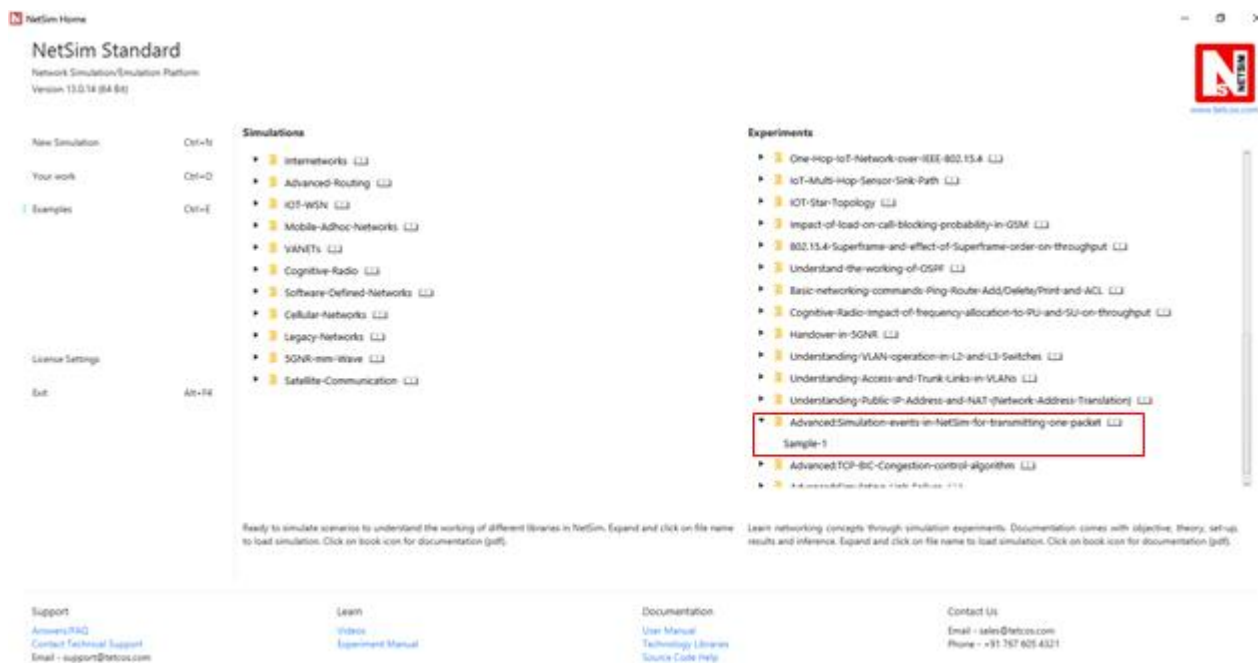 NetSim Home
NetSim Standard
Network Simulation/Emulation Platform
Version 13.0.14 (64 Bit)
NETSIM
www.tetcos.com
New Simulation Ctrl+N
Your work Ctrl+O
Examples Ctrl+E
License Settings
Exit Alt+F4
Simulations
Internetworks
Advanced-Routing
IOT-WSN
Mobile-Adhoc-Networks
VANETs
Cognitive-Radio
Software-Defined-Networks
Cellular-Networks
Legacy-Networks
5GNR-mm-Wave
Satellite-Communication
Ready to simulate scenarios to understand the working of different libraries in NetSim. Expand and click on file name
to load simulation. Click on book icon for documentation (pdf).
Experiments
One-Hop-IoT-Network-over-IEEE-802.15.4
IoT-Multi-Hop-Sensor-Sink-Path
IOT-Star-Topology
Impact-of-load-on-call-blocking-probability-in-GSM
802.15.4-Superframe-and-effect-of-Superframe-order-on-throughput
Understand-the-working-of-OSPF
Basic-networking-commands-Ping-Route-Add/Delete/Print-and-ACL
Cognitive-Radio-Impact-of-frequency-allocation-to-PU-and-SU-on-throughput
Handover-in-5GNR
Understanding-VLAN-operation-in-L2-and-L3-Switches
Understanding-Access-and-Trunk-Links-in-VLANs
Understanding-Public-IP-Address-and-NAT-(Network-Address-Translation)
Advanced:Simulation-events-in-NetSim-for-transmitting-one-packet
Sample-1
Advanced:TCP-BIC-Congestion-control-algorithm
Learn networking concepts through simulation experiments. Documentation comes with objective, theory, set-up,
results and inference. Expand and click on file name to load simulation. Click on book icon for documentation (pdf).
Support
Answers/FAQ
Contact Technical Support
Email - support@tetcos.com
Learn
Videos
Experiment Manual
Documentation
User Manual
Technology Libraries
Source Code Help
Contact Us
Email - sales@tetcos.com
Phone - +91 767 605 4321